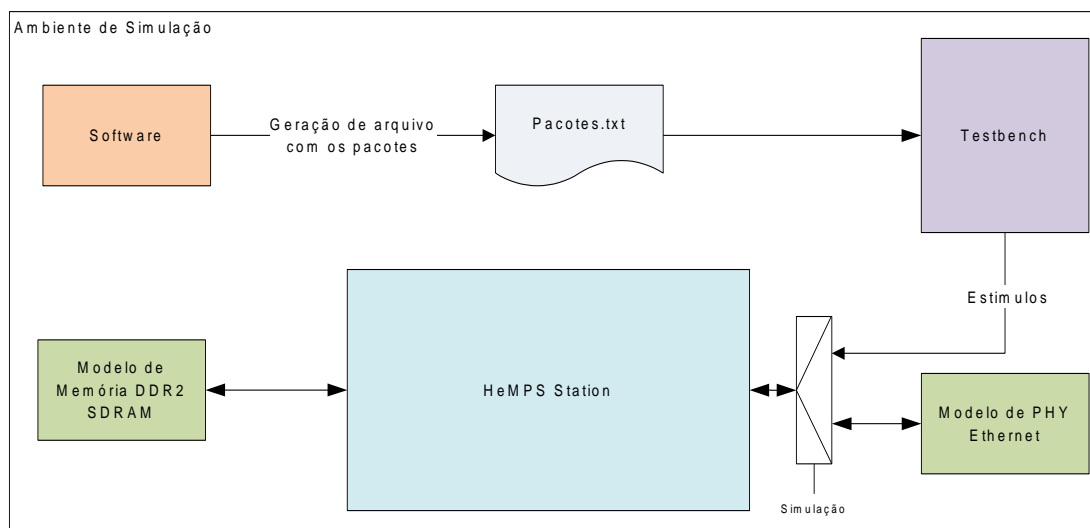 Ambiente de Simulação
Software
Geração de arquivo
com os pacotes
Pacotes.txt
Testbench
Estimulos
Modelo de
Memória DDR2
SDRAM
HeMPS Station
Modelo de PHY
Ethernet
Simulação